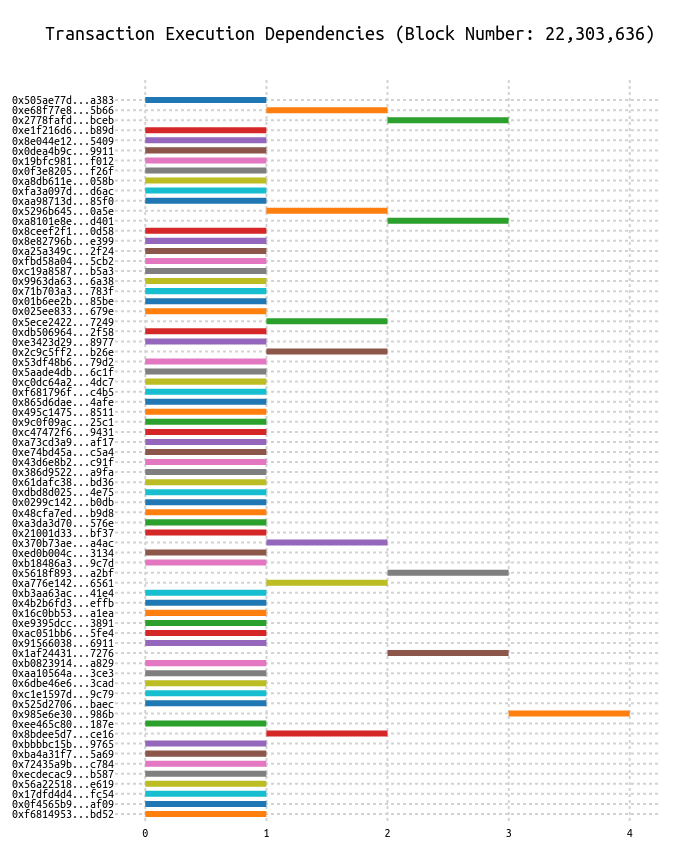 Transaction Execution Dependencies (Block Number: 22,303,636)
0x505ae77d...a383
0xe68f77e8...5b66
0x2778fafd...bceb
0xe1f216d6...b89d
0x8e044e12...5409
0x0dea4b9c...9911
0x19bfc981...f012
0x0f3e8205...f26f
0xa8db611e...058b
0xfa3a097d...d6ac
0xaa98713d...85f0
0x5296b645...0a5e
0xa8101e8e...d401
0x8ceef2f1...0d58
0x8e82796b...e399
0xa25a349c...2f24
0xfbd58a04...5cb2
0xc19a8587...b5a3
0x9963da63...6a38
0x71b703a3...783f
0x01b6ee2b...85be
0x025ee833...679e
0x5ece2422...7249
0xdb506964...2f58
0xe3423d29...8977
0x2c9c5ff2...b26e
0x53df48b6...79d2
0x5aade4db...6c1f
0xc0dc64a2...4dc7
0xf681796f...c4b5
0x865d6dae...4afe
0x495c1475...8511
0x9c0f09ac...25c1
0xc47472f6...9431
0xa73cd3a9...af17
0xe74bd45a...c5a4
0x43d6e8b2...c91f
0x386d9522...a9fa
0x61dafc38...bd36
0xdbd8d025...4e75
0x0299c142...b0db
0x48cfa7ed...b9d8
0xa3da3d70...576e
0x21001d33...bf37
0x370b73ae...a4ac
0xed0b004c...3134
0xb18486a3...9c7d
0x5618f893...a2bf
0xa776e142...6561
0xb3aa63ac...41e4
0x4b2b6fd3...effb
0x16c0bb53...a1ea
0xe9395dcc...3891
0xac051bb6...5fe4
0x91566038...6911
0x1af24431...7276
0xb0823914...a829
0xaa10564a...3ce3
0x6dbe46e6...3cad
0xc1e1597d...9c79
0x525d2706...baec
0x985e6e30...986b
0xee465c80...187e
0x8bdee5d7...ce16
0xbbbbc15b...9765
0xba4a31f7...5a69
0x72435a9b...c784
0xecdecac9...b587
0x56a22518...e619
0x17dfd4d4...fc54
0x0f4565b9...af09
0xf6814953...bd52
0 1 2 3 4